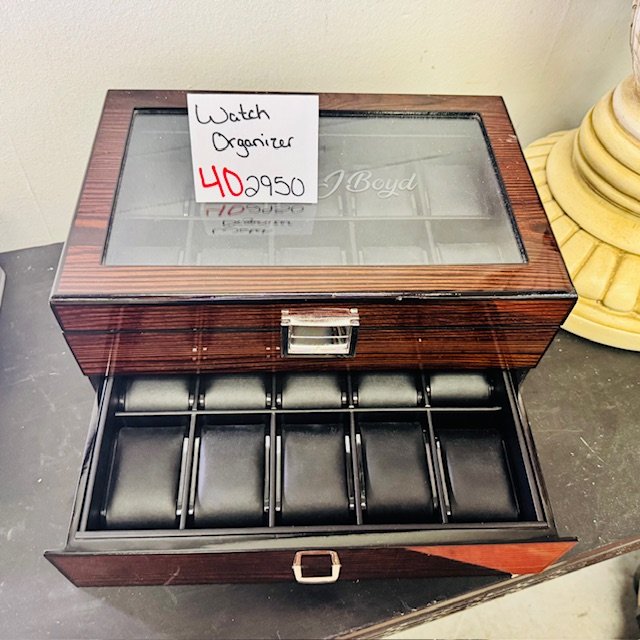 Watch
Organizer
40 2950
J Boyd